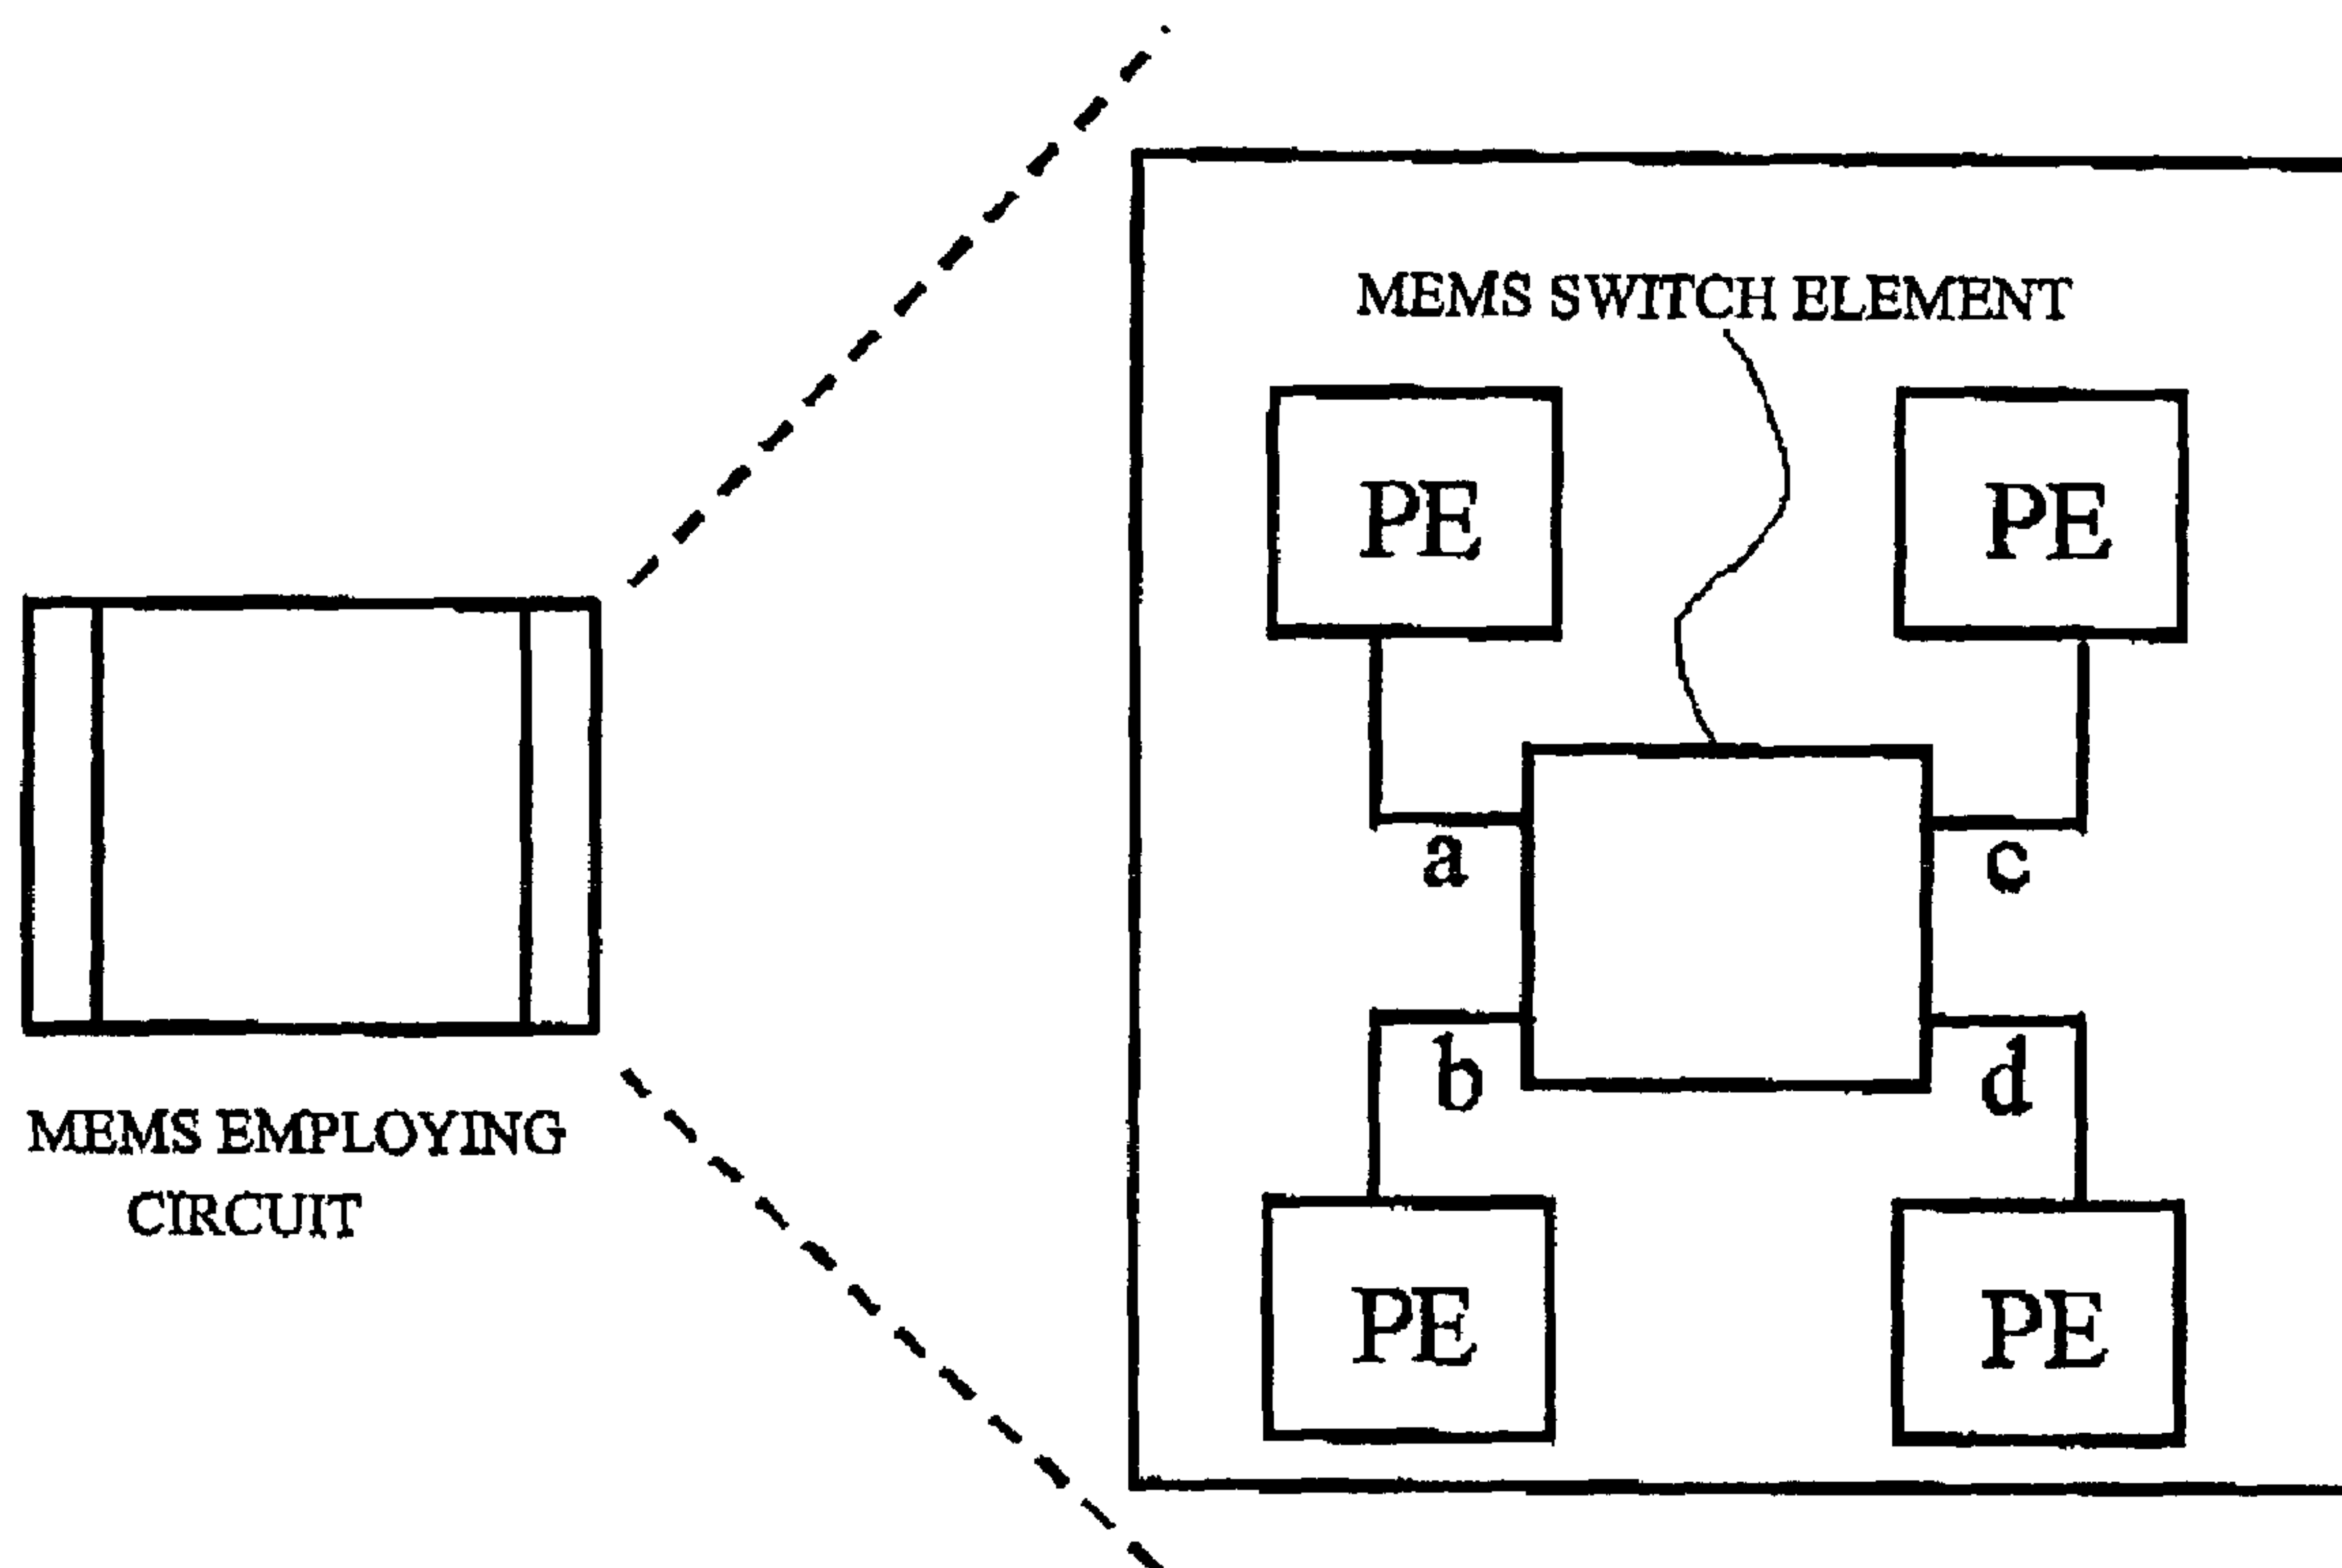 MEMS SWITCH ELEMENT
PE
PE
a
c
b
d
MEMS EMPLOYING
CIRCUIT
PE
PE